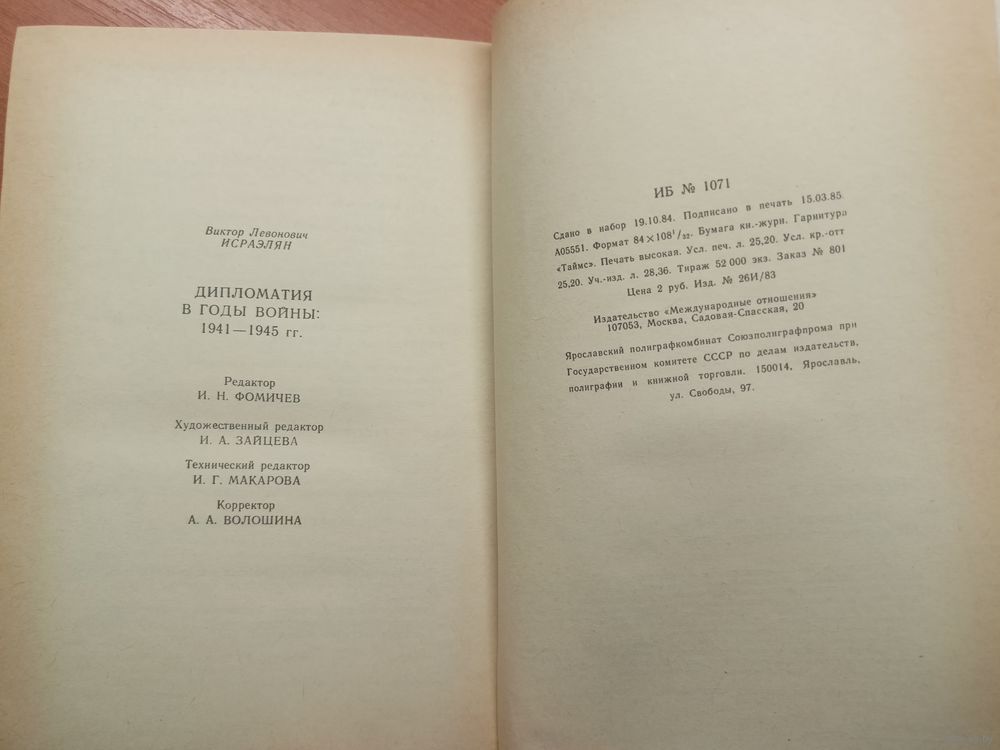 Виктор Левонович
ИСРАЭЛЯН
ДИПЛОМАТИЯ
В ГОДЫ ВОЙНЫ:
1941—1945 гг.
Редактор
И. Н. ФОМИЧЕВ
Художественный редактор
И. А. ЗАЙЦЕВА
Технический редактор
И. Г. МАКАРОВА
Корректор
А. А. ВОЛОШИНА
ИБ № 1071
Сдано в набор 19.10.84. Подписано в печать 15.03.85
А05551. Формат 84×108¹/₃₂. Бумага кн.-журн. Гарнитура
«Таймс». Печать высокая. Усл. печ. л. 25,20. Усл. кр.-отт
25,20. Уч.-изд. л. 28,36. Тираж 52 000 экз. Заказ № 801
Цена 2 руб. Изд. № 26И/83
Издательство «Международные отношения»
107053, Москва, Садовая-Спасская, 20
Ярославский полиграфкомбинат Союзполиграфпрома при
Государственном комитете СССР по делам издательств,
полиграфии и книжной торговли. 150014, Ярославль,
ул. Свободы, 97.